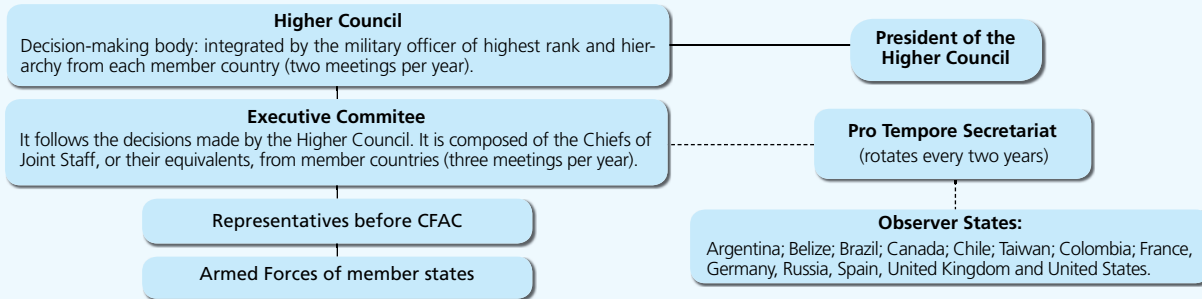 Higher Council
Decision-making body: integrated by the military officer of highest rank and hier-
archy from each member country (two meetings per year).
President of the
Higher Council
Executive Commitee
It follows the decisions made by the Higher Council. It is composed of the Chiefs of
Joint Staff, or their equivalents, from member countries (three meetings per year).
Pro Tempore Secretariat
(rotates every two years)
Representatives before CFAC
Armed Forces of member states
Observer States:
Argentina; Belize; Brazil; Canada; Chile; Taiwan; Colombia; France,
Germany, Russia, Spain, United Kingdom and United States.